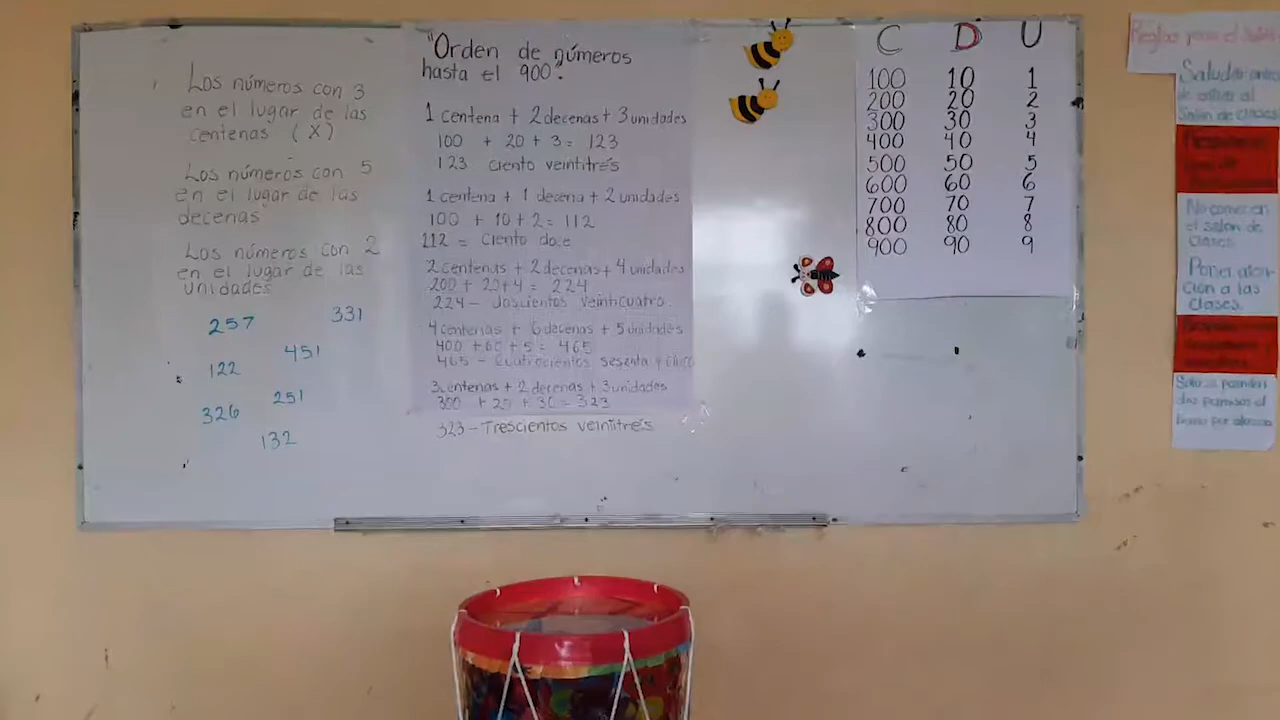 Los números con 3
en el lugar de las
centenas (X)
Los números con 5
en el lugar de las
decenas
Los números con 2
en el lugar de las
unidades
257
331
122
451
326
251
132
"Orden de números
hasta el 900".
1 centena + 2 decenas + 3 unidades
100 + 20 + 3 = 123
123 ciento veintitrés
1 centena + 1 decena + 2 unidades
100 + 10 + 2 = 112
112 = Ciento doce
2 centenas + 2 decenas + 4 unidades
200 + 20 + 4 = 224
224 - Doscientos veinticuatro.
4 centenas + 6 decenas + 5 unidades
400 + 60 + 5 = 465
465 - Cuatrocientos sesenta y cinco
3 centenas + 2 decenas + 3 unidades
300 + 20 + 30 = 323
323 - Trescientos veintitrés
C D U
100 10 1
200 20 2
300 30 3
400 40 4
500 50 5
600 60 6
700 70 7
800 80 8
900 90 9
Reglas para el
Saludar antes
de entrar al
Salón de clases
No comer en
el salón de
clases.
Poner aten-
ción a las
clases.